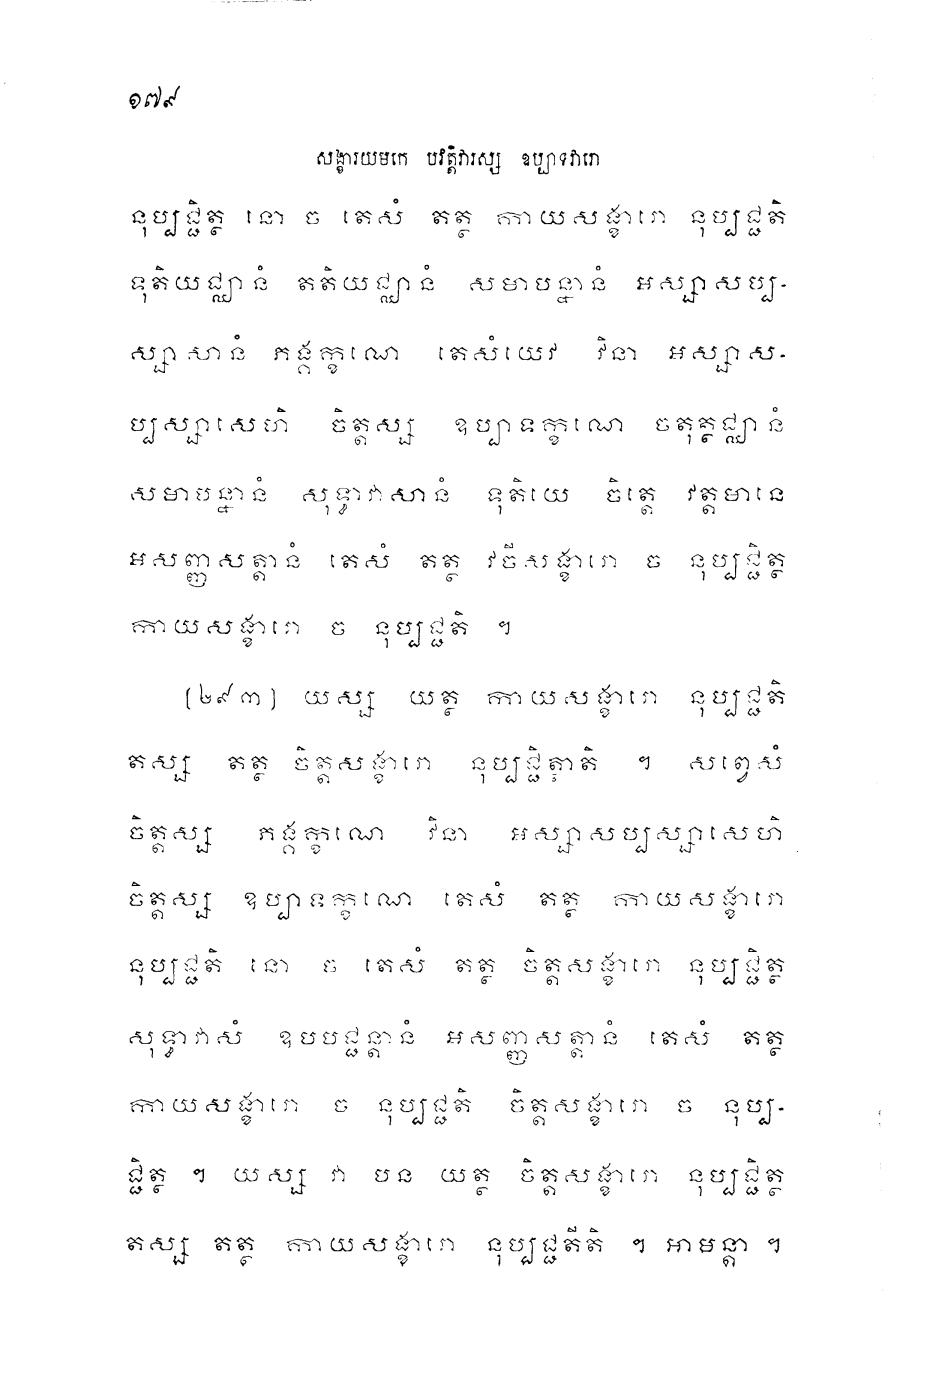 ១៧៩
សង្ខារយមកេ បវត្តិវារស្ស ឧប្បាទវារោ
នុប្បជ្ជិត្ថ នោ ច តេសំ តត្ថ កាយសង្ខារោ នុប្បជ្ជតិ
ទុតិយជ្ឈានំ តតិយជ្ឈានំ សមាបន្នានំ អស្សាសប្ប-
ស្សាសានំ ភង្គក្ខណេ តេសំយេវ វិនា អស្សាស-
ប្បស្សាសេហិ ចិត្តស្ស ឧប្បាទក្ខណេ ចតុត្ថជ្ឈានំ
សមាបន្នានំ សុទ្ធាវាសានំ ទុតិយេ ចិត្តេ វត្តមានេ
អសញ្ញសត្តានំ តេសំ តត្ថ វចីសង្ខារោ ច នុប្បជ្ជិត្ថ
កាយសង្ខារោ ច នុប្បជ្ជតិ ។
[២៩៣] យស្ស យត្ថ កាយសង្ខារោ នុប្បជ្ជតិ
តស្ស តត្ថ ចិត្តសង្ខារោ នុប្បជ្ជិត្ថាតិ ។ សព្វេសំ
ចិត្តស្ស ភង្គក្ខណេ វិនា អស្សាសប្បស្សាសេហិ
ចិត្តស្ស ឧប្បាទក្ខណេ តេសំ តត្ថ កាយសង្ខារោ
នុប្បជ្ជតិ នោ ច តេសំ តត្ថ ចិត្តសង្ខារោ នុប្បជ្ជិត្ថ
សុទ្ធាវាសំ ឧបបជ្ជន្តានំ អសញ្ញសត្តានំ តេសំ តត្ថ
កាយសង្ខារោ ច នុប្បជ្ជតិ ចិត្តសង្ខារោ ច នុប្ប-
ជ្ជិត្ថ ។ យស្ស វា បន យត្ថ ចិត្តសង្ខារោ នុប្បជ្ជិត្ថ
តស្ស តត្ថ កាយសង្ខារោ នុប្បជ្ជតីតិ ។ អាមន្តា ។